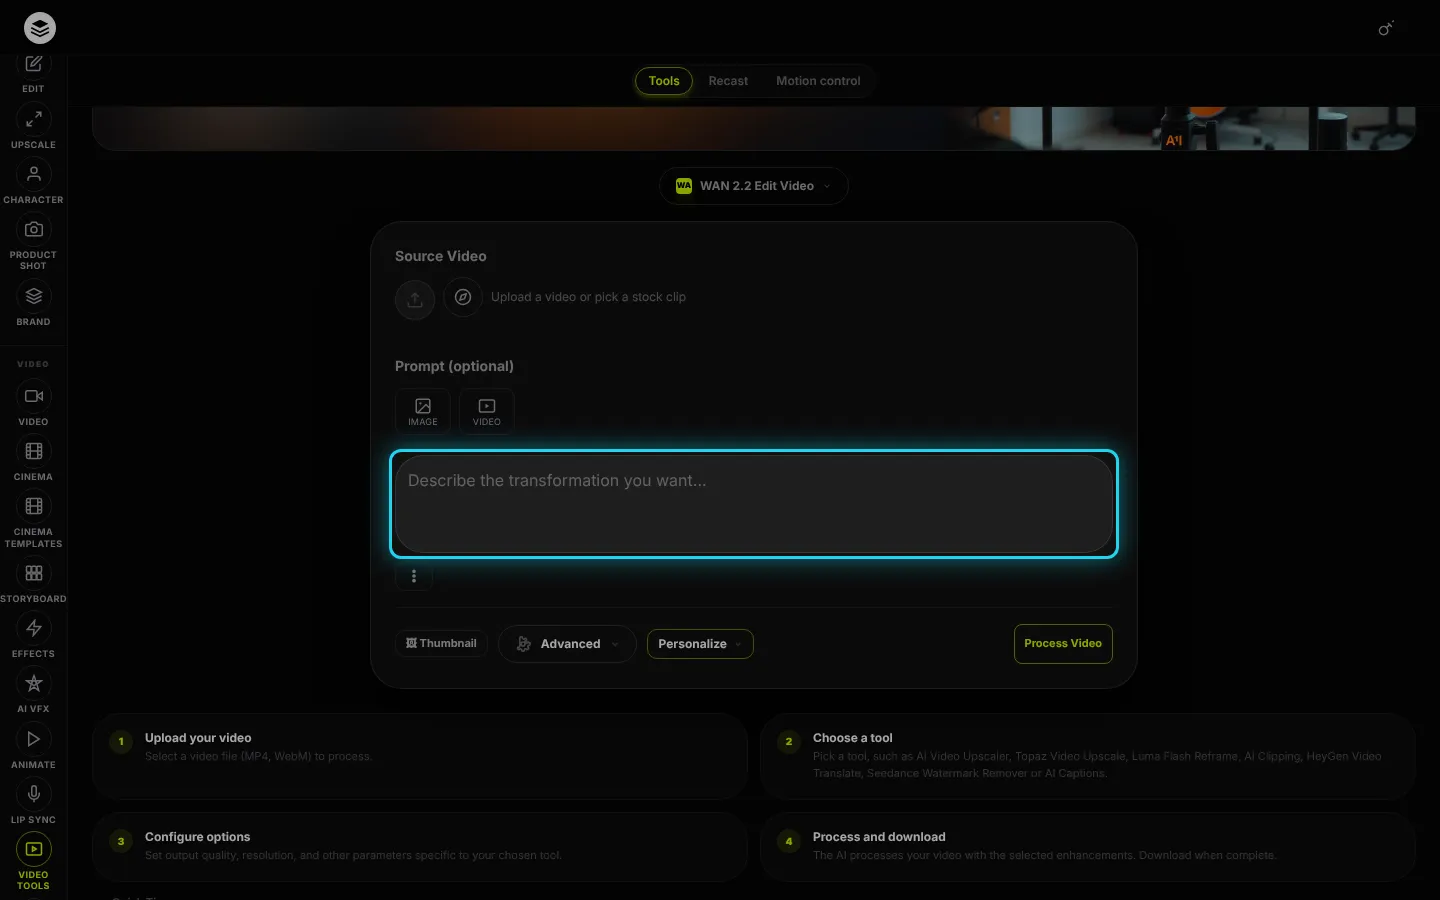 EDIT
UPSCALE
CHARACTER
PRODUCT
SHOT
BRAND
VIDEO
VIDEO
CINEMA
CINEMA
TEMPLATES
STORYBOARD
EFFECTS
AI VFX
ANIMATE
LIP SYNC
VIDEO
TOOLS
Tools
Recast
Motion control
WA
WAN 2.2 Edit Video
Source Video
Upload a video or pick a stock clip
Prompt (optional)
IMAGE
VIDEO
Describe the transformation you want...
Thumbnail
Advanced
Personalize
Process Video
1
Upload your video
Select a video file (MP4, WebM) to process.
2
Choose a tool
Pick a tool, such as AI Video Upscaler, Topaz Video Upscale, Luma Flash Reframe, AI Clipping, HeyGen Video
Translate, Seedance Watermark Remover or AI Captions.
3
Configure options
Set output quality, resolution, and other parameters specific to your chosen tool.
4
Process and download
The AI processes your video with the selected enhancements. Download when complete.